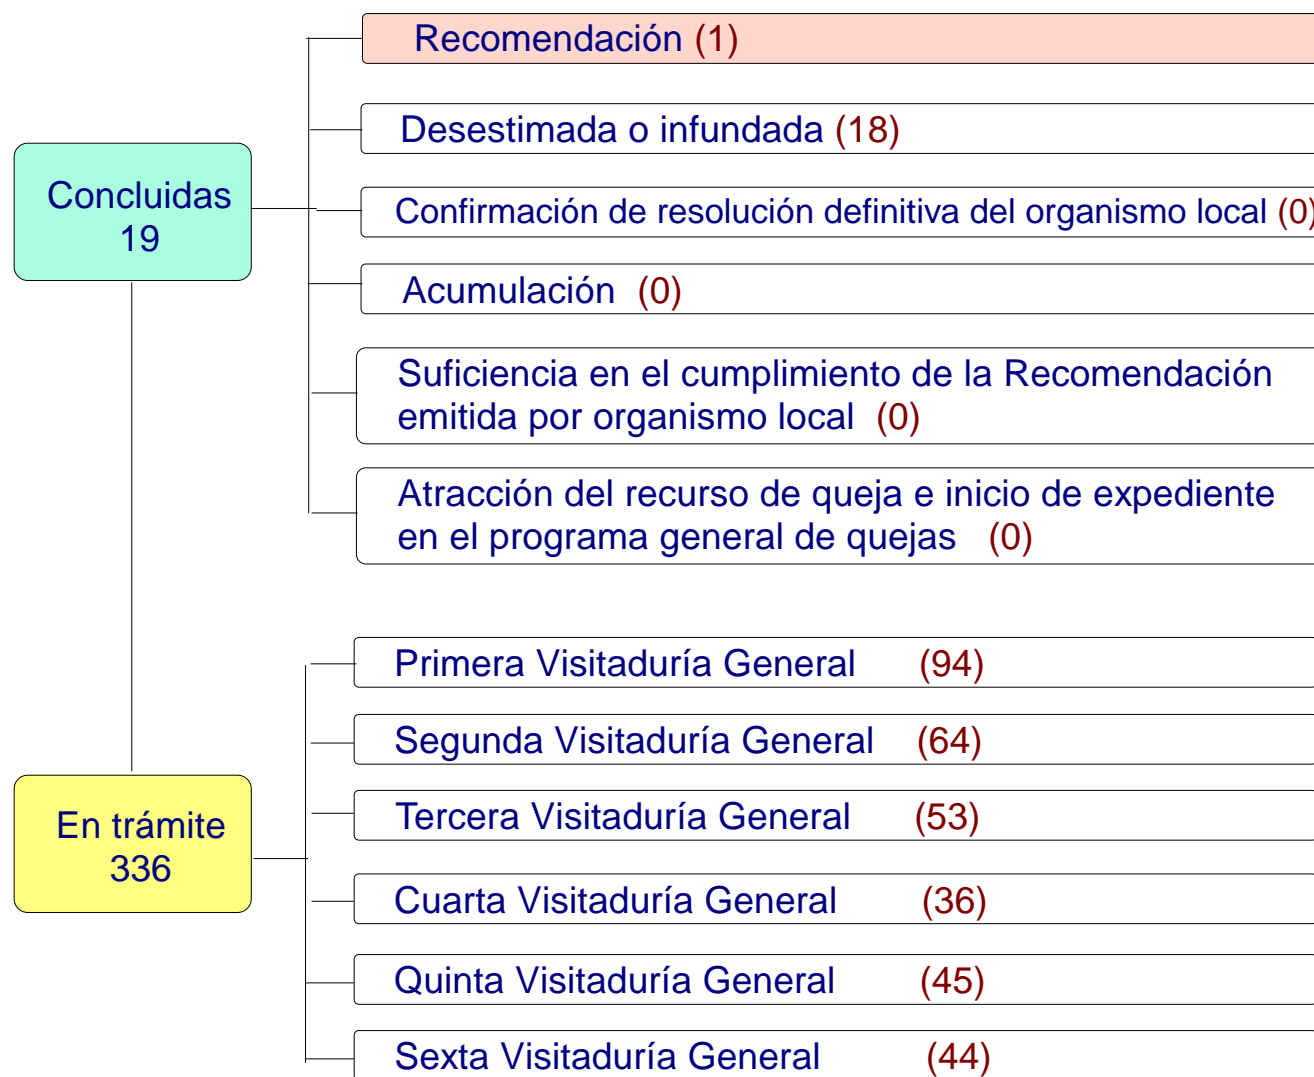 Concluidas
19
Recomendación (1)
Desestimada o infundada (18)
Confirmación de resolución definitiva del organismo local (0)
Acumulación (0)
Suficiencia en el cumplimiento de la Recomendación
emitida por organismo local (0)
Atracción del recurso de queja e inicio de expediente
en el programa general de quejas (0)
En trámite
336
Primera Visitaduría General (94)
Segunda Visitaduría General (64)
Tercera Visitaduría General (53)
Cuarta Visitaduría General (36)
Quinta Visitaduría General (45)
Sexta Visitaduría General (44)